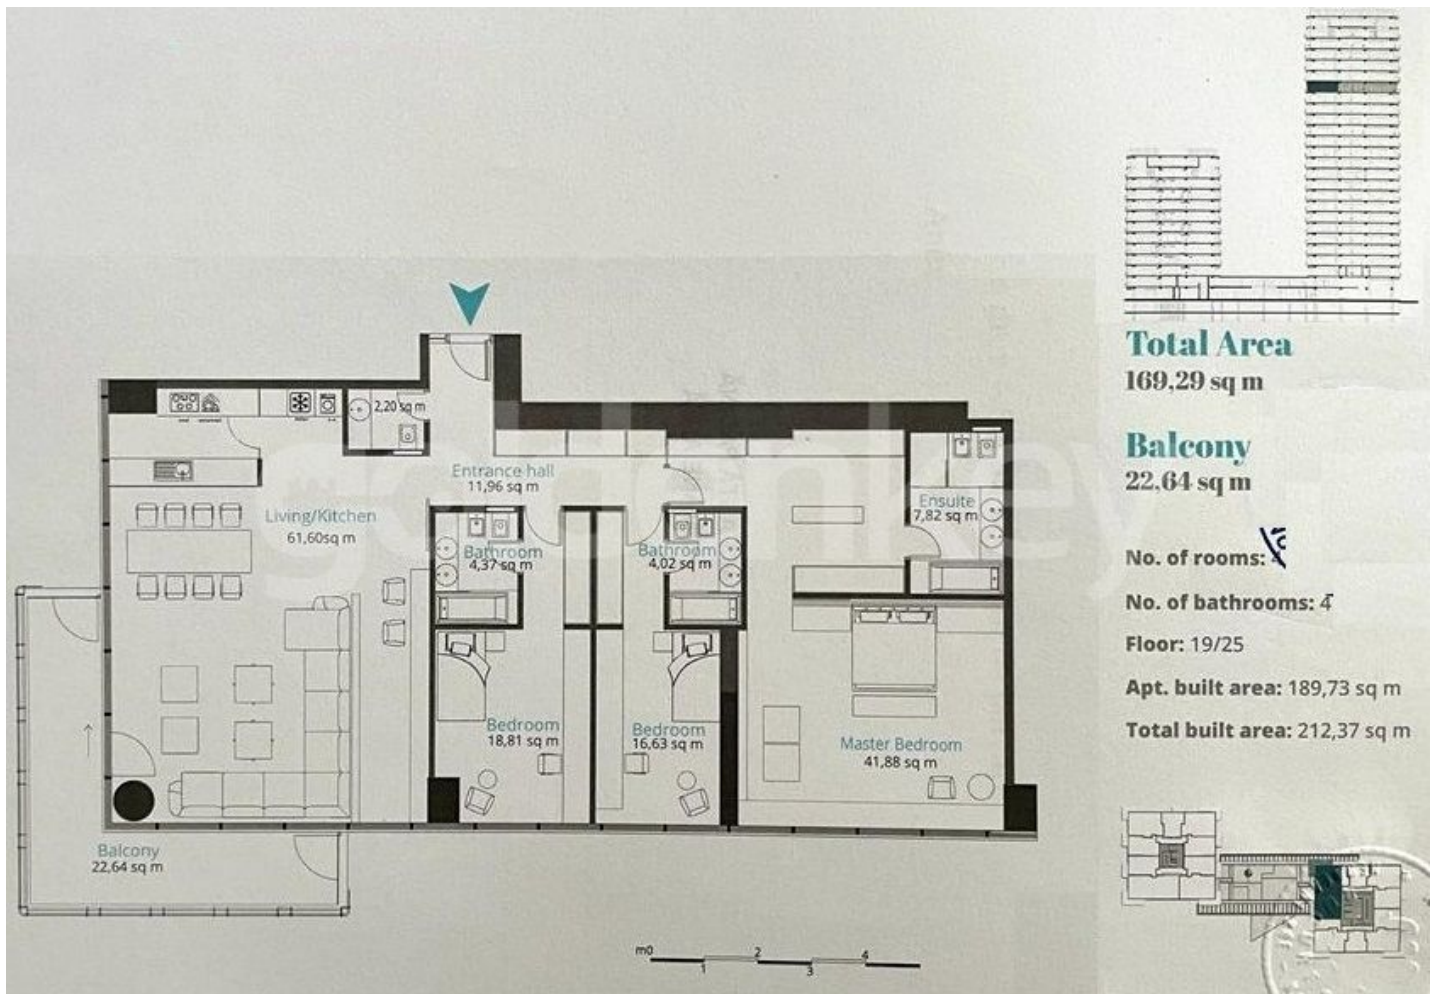 2,20 sq m
Entrance hall
11,96 sq m
Living/Kitchen
61,60sq m
Bathroom
4,37 sq m
Bathroom
4,02 sq m
Ensuite
7,82 sq m
Bedroom
18,81 sq m
Bedroom
16,63 sq m
Master Bedroom
41,88 sq m
Balcony
22,64 sq m
m0
1
2
3
4
goldenkey
Total Area
169,29 sq m
Balcony
22,64 sq m
No. of rooms:
No. of bathrooms: 4
Floor: 19/25
Apt. built area: 189,73 sq m
Total built area: 212,37 sq m